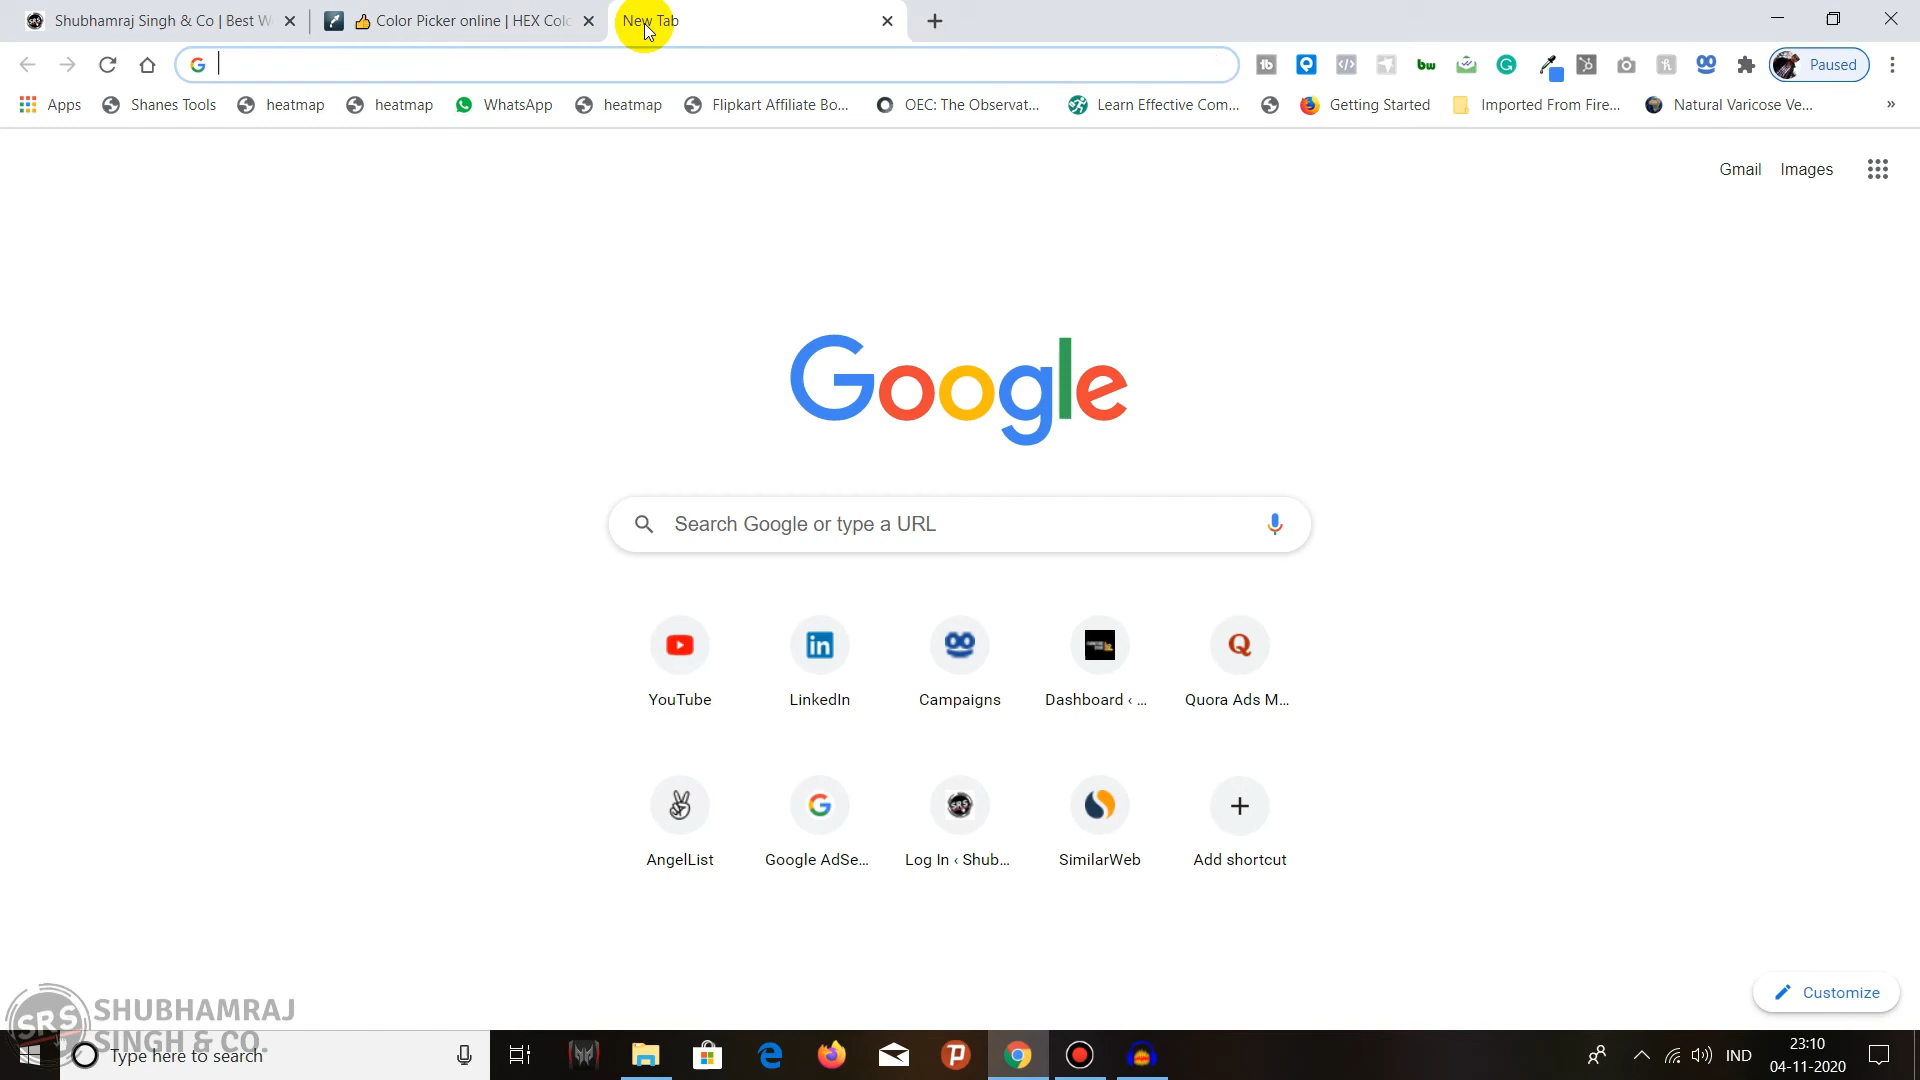 Shubhamraj Singh & Co | Best W
Color Picker online | HEX Colo
New Tab
Paused
Apps
Shanes Tools
heatmap
heatmap
WhatsApp
heatmap
Flipkart Affiliate Bo...
OEC: The Observat...
Learn Effective Com...
Getting Started
Imported From Fire...
Natural Varicose Ve...
»
Gmail
Images
Google
Search Google or type a URL
YouTube
LinkedIn
Campaigns
Dashboard ‹ ...
Quora Ads M...
AngelList
Google AdSe...
Log In ‹ Shub...
SimilarWeb
Add shortcut
Customize
SRS
SHUBHAMRAJ
SINGH & CO.
Type here to search
IND
23:10
04-11-2020